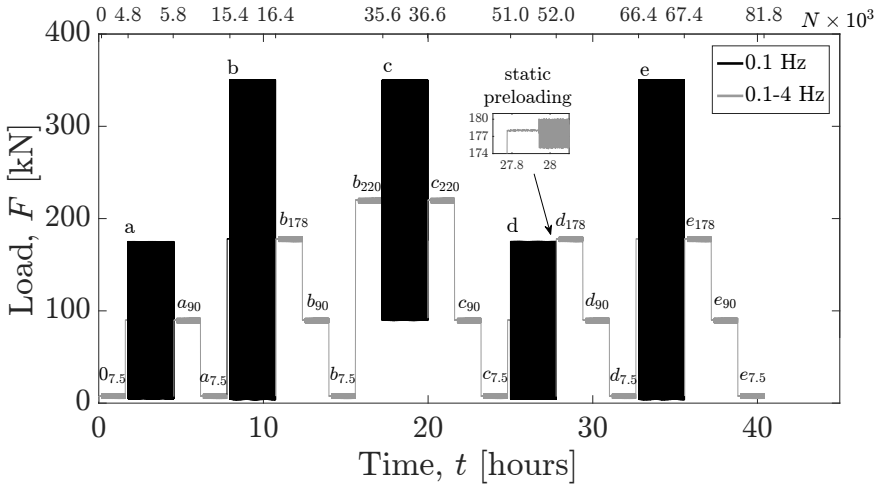 0 4.8 5.8 15.4 16.4 35.6 36.6 51.0 52.0 66.4 67.4 81.8 N × 10³
400
300
200
100
0
Load, F [kN]
0.1 Hz
0.1-4 Hz
static
preloading
180
177
174
27.8 28
a
b
c
d
e
0₇.₅
a₉₀
a₇.₅
b₁₇₈
b₉₀
b₇.₅
b₂₂₀
c₂₂₀
c₉₀
c₇.₅
d₁₇₈
d₉₀
d₇.₅
e₁₇₈
e₉₀
e₇.₅
0 10 20 30 40
Time, t [hours]